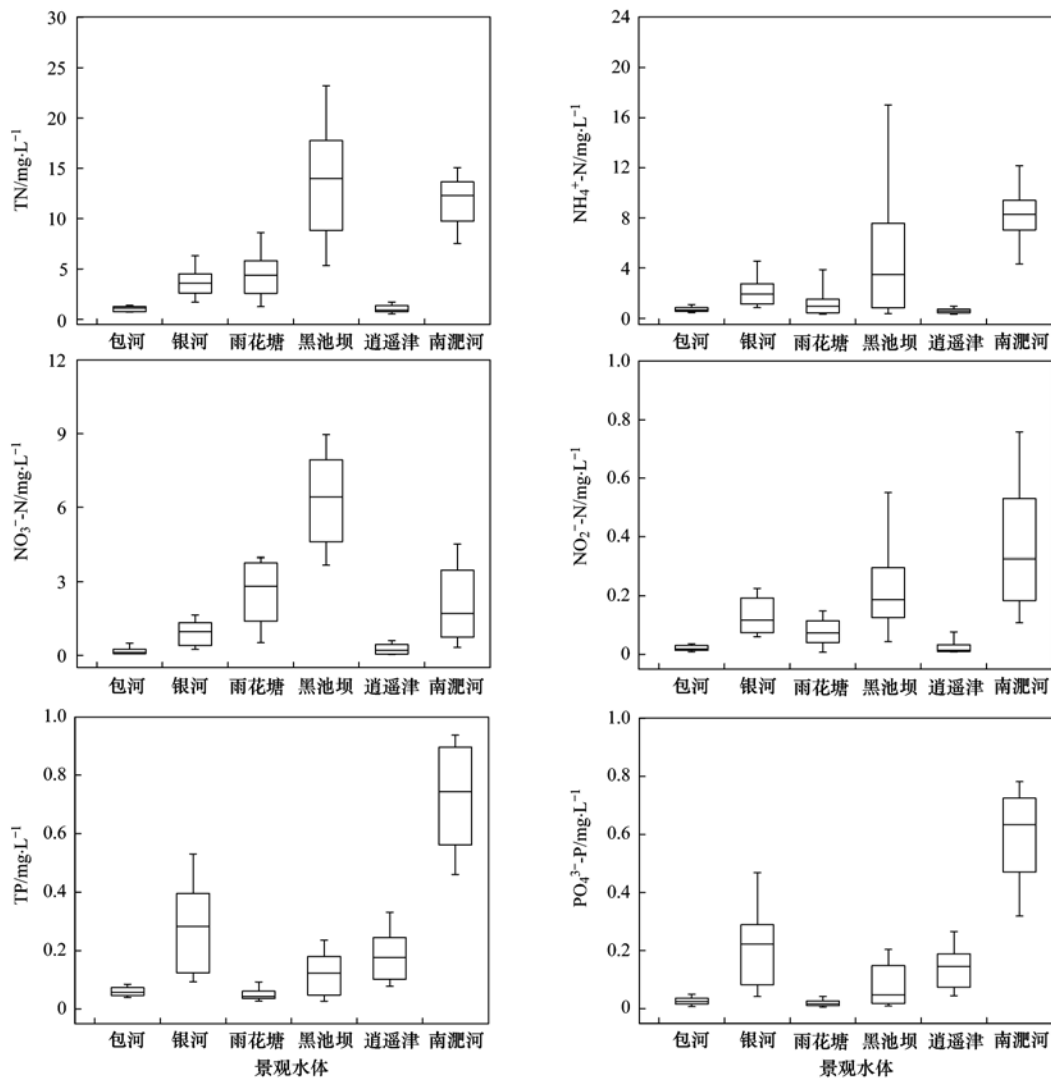 30
25
20
15
10
5
0
TN/mg·L⁻¹
包河 银河 雨花塘 黑池坝 逍遥津 南淝河
24
20
16
12
8
4
0
NH₄⁺-N/mg·L⁻¹
包河 银河 雨花塘 黑池坝 逍遥津 南淝河
12
9
6
3
0
NO₃⁻-N/mg·L⁻¹
包河 银河 雨花塘 黑池坝 逍遥津 南淝河
1.0
0.8
0.6
0.4
0.2
0
NO₂⁻-N/mg·L⁻¹
包河 银河 雨花塘 黑池坝 逍遥津 南淝河
1.0
0.8
0.6
0.4
0.2
0
TP/mg·L⁻¹
包河 银河 雨花塘 黑池坝 逍遥津 南淝河
景观水体
1.0
0.8
0.6
0.4
0.2
0
PO₄³⁻-P/mg·L⁻¹
包河 银河 雨花塘 黑池坝 逍遥津 南淝河
景观水体